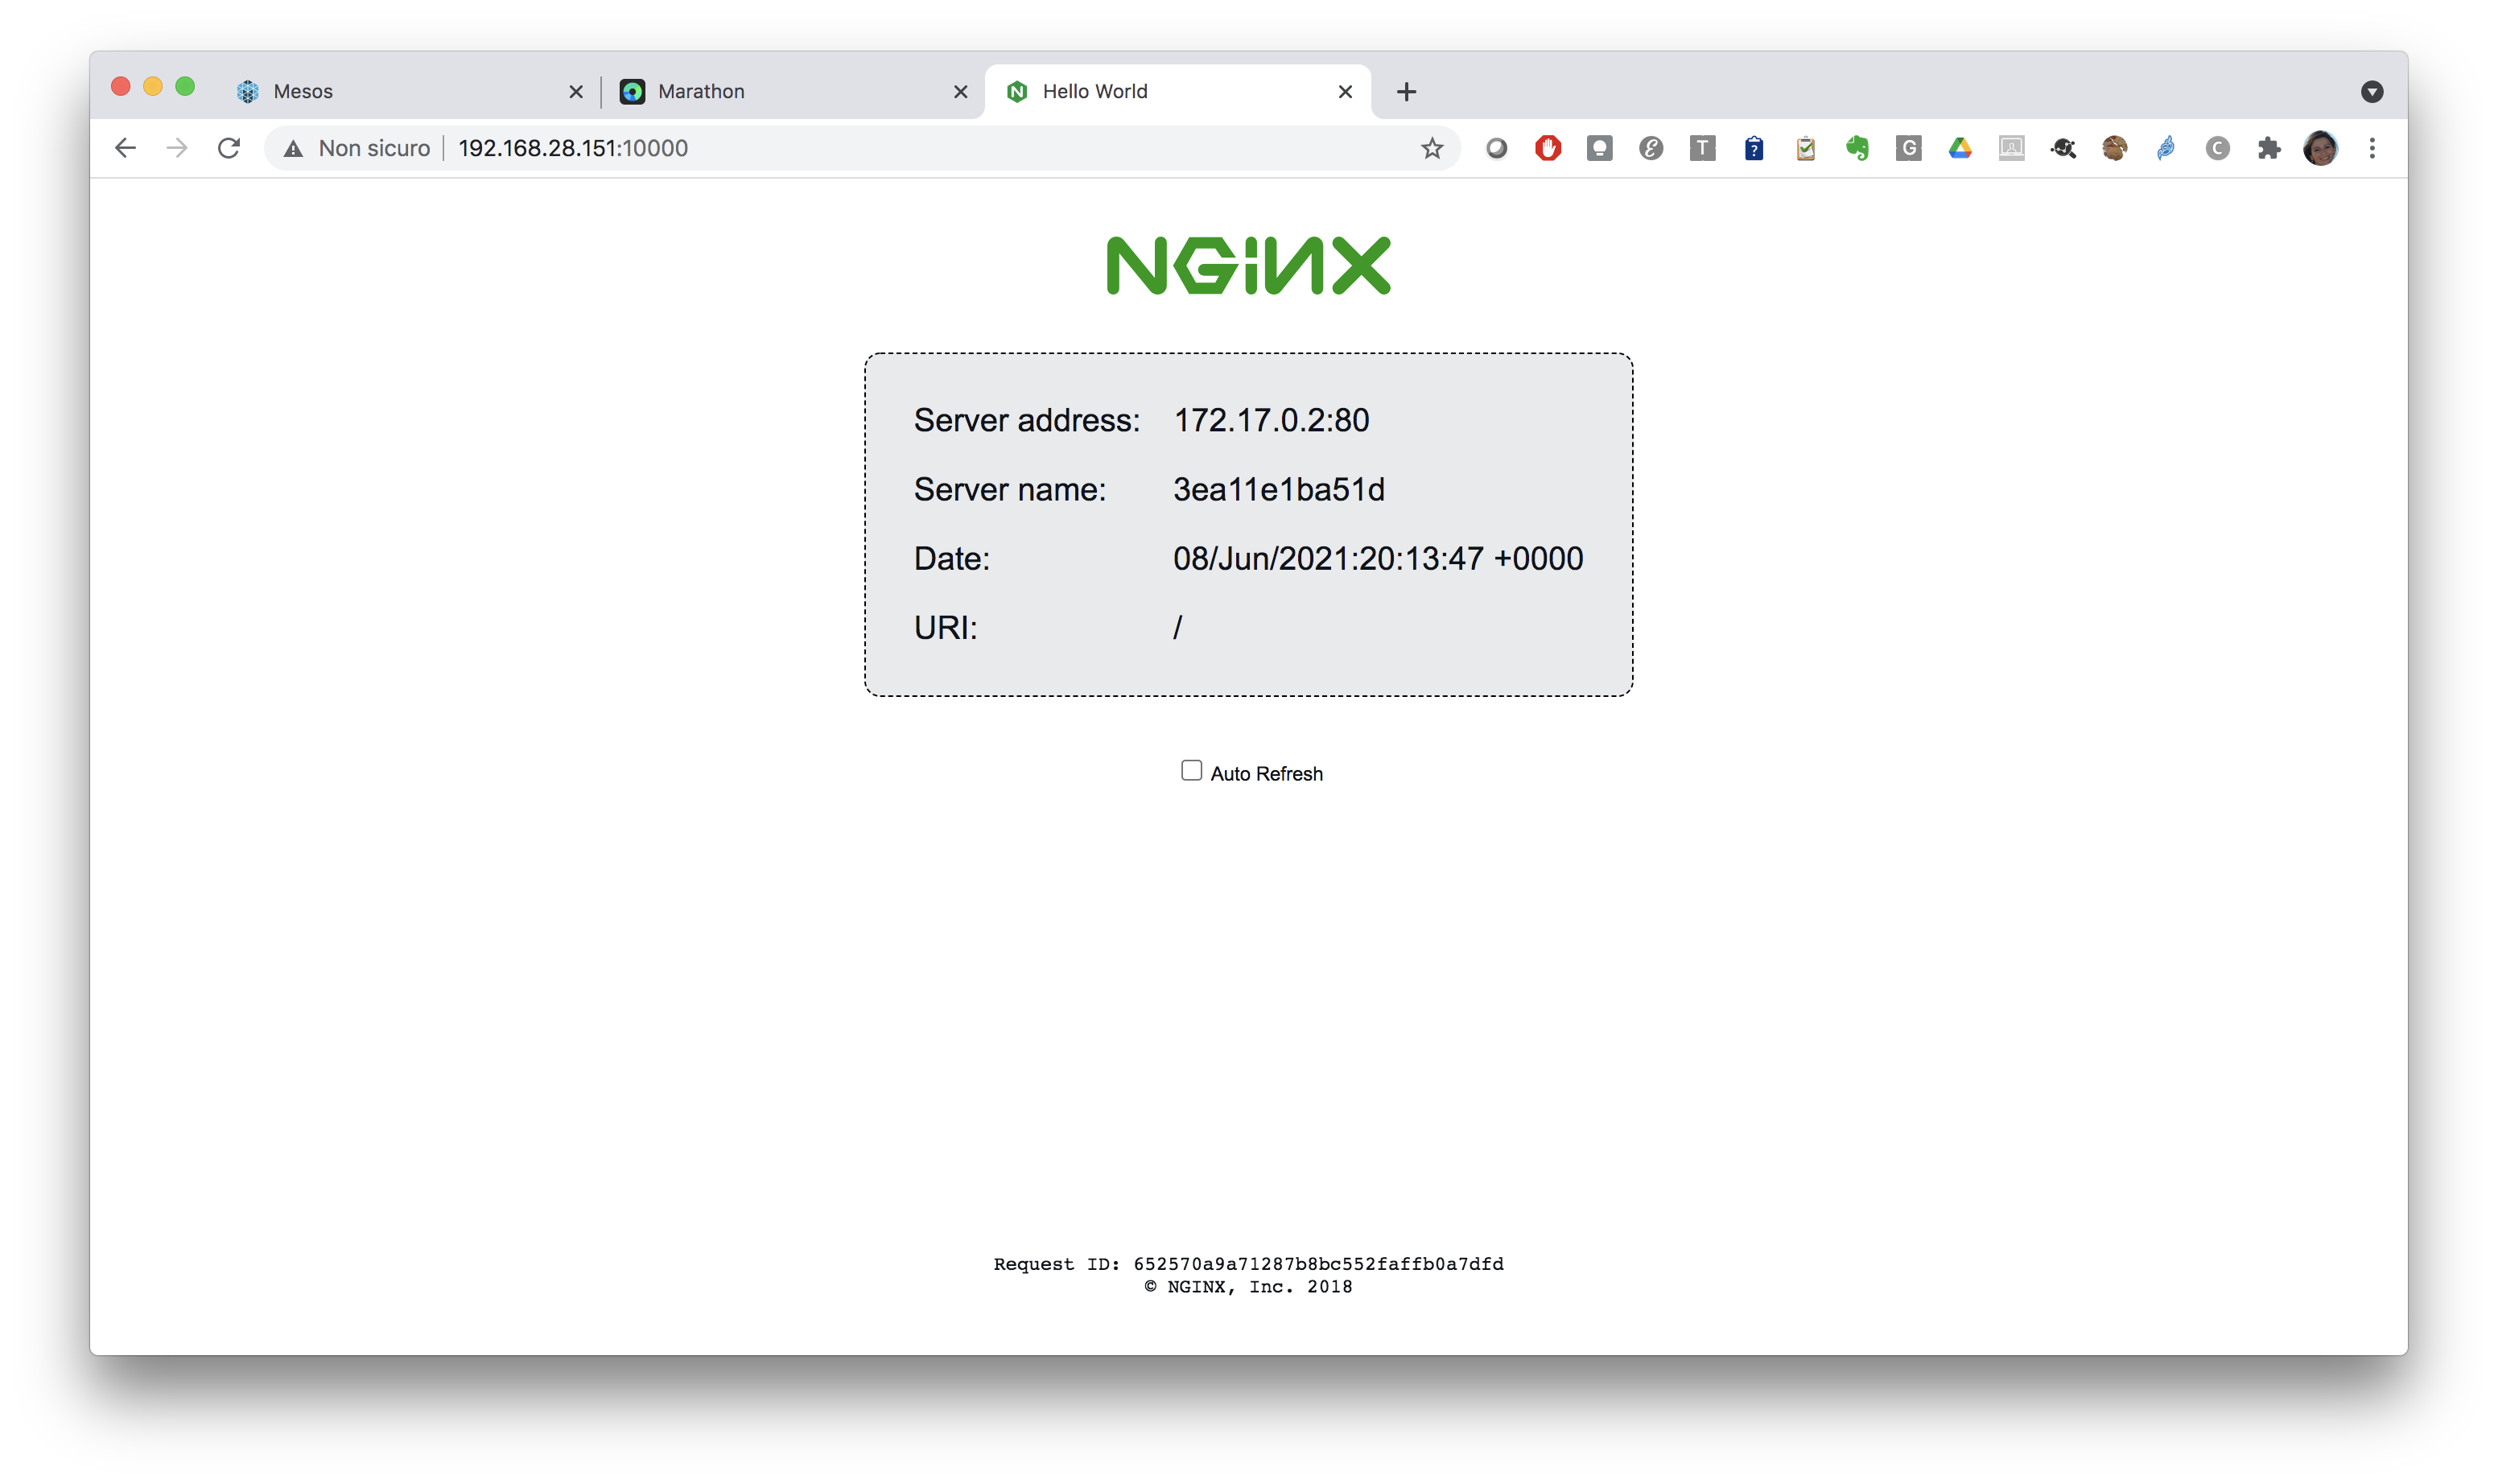 Mesos
Marathon
Hello World
Non sicuro
192.168.28.151:10000
NGINX
Server address: 172.17.0.2:80
Server name: 3ea11e1ba51d
Date: 08/Jun/2021:20:13:47 +0000
URI: /
Auto Refresh
Request ID: 652570a9a71287b8bc552faffb0a7dfd
© NGINX, Inc. 2018